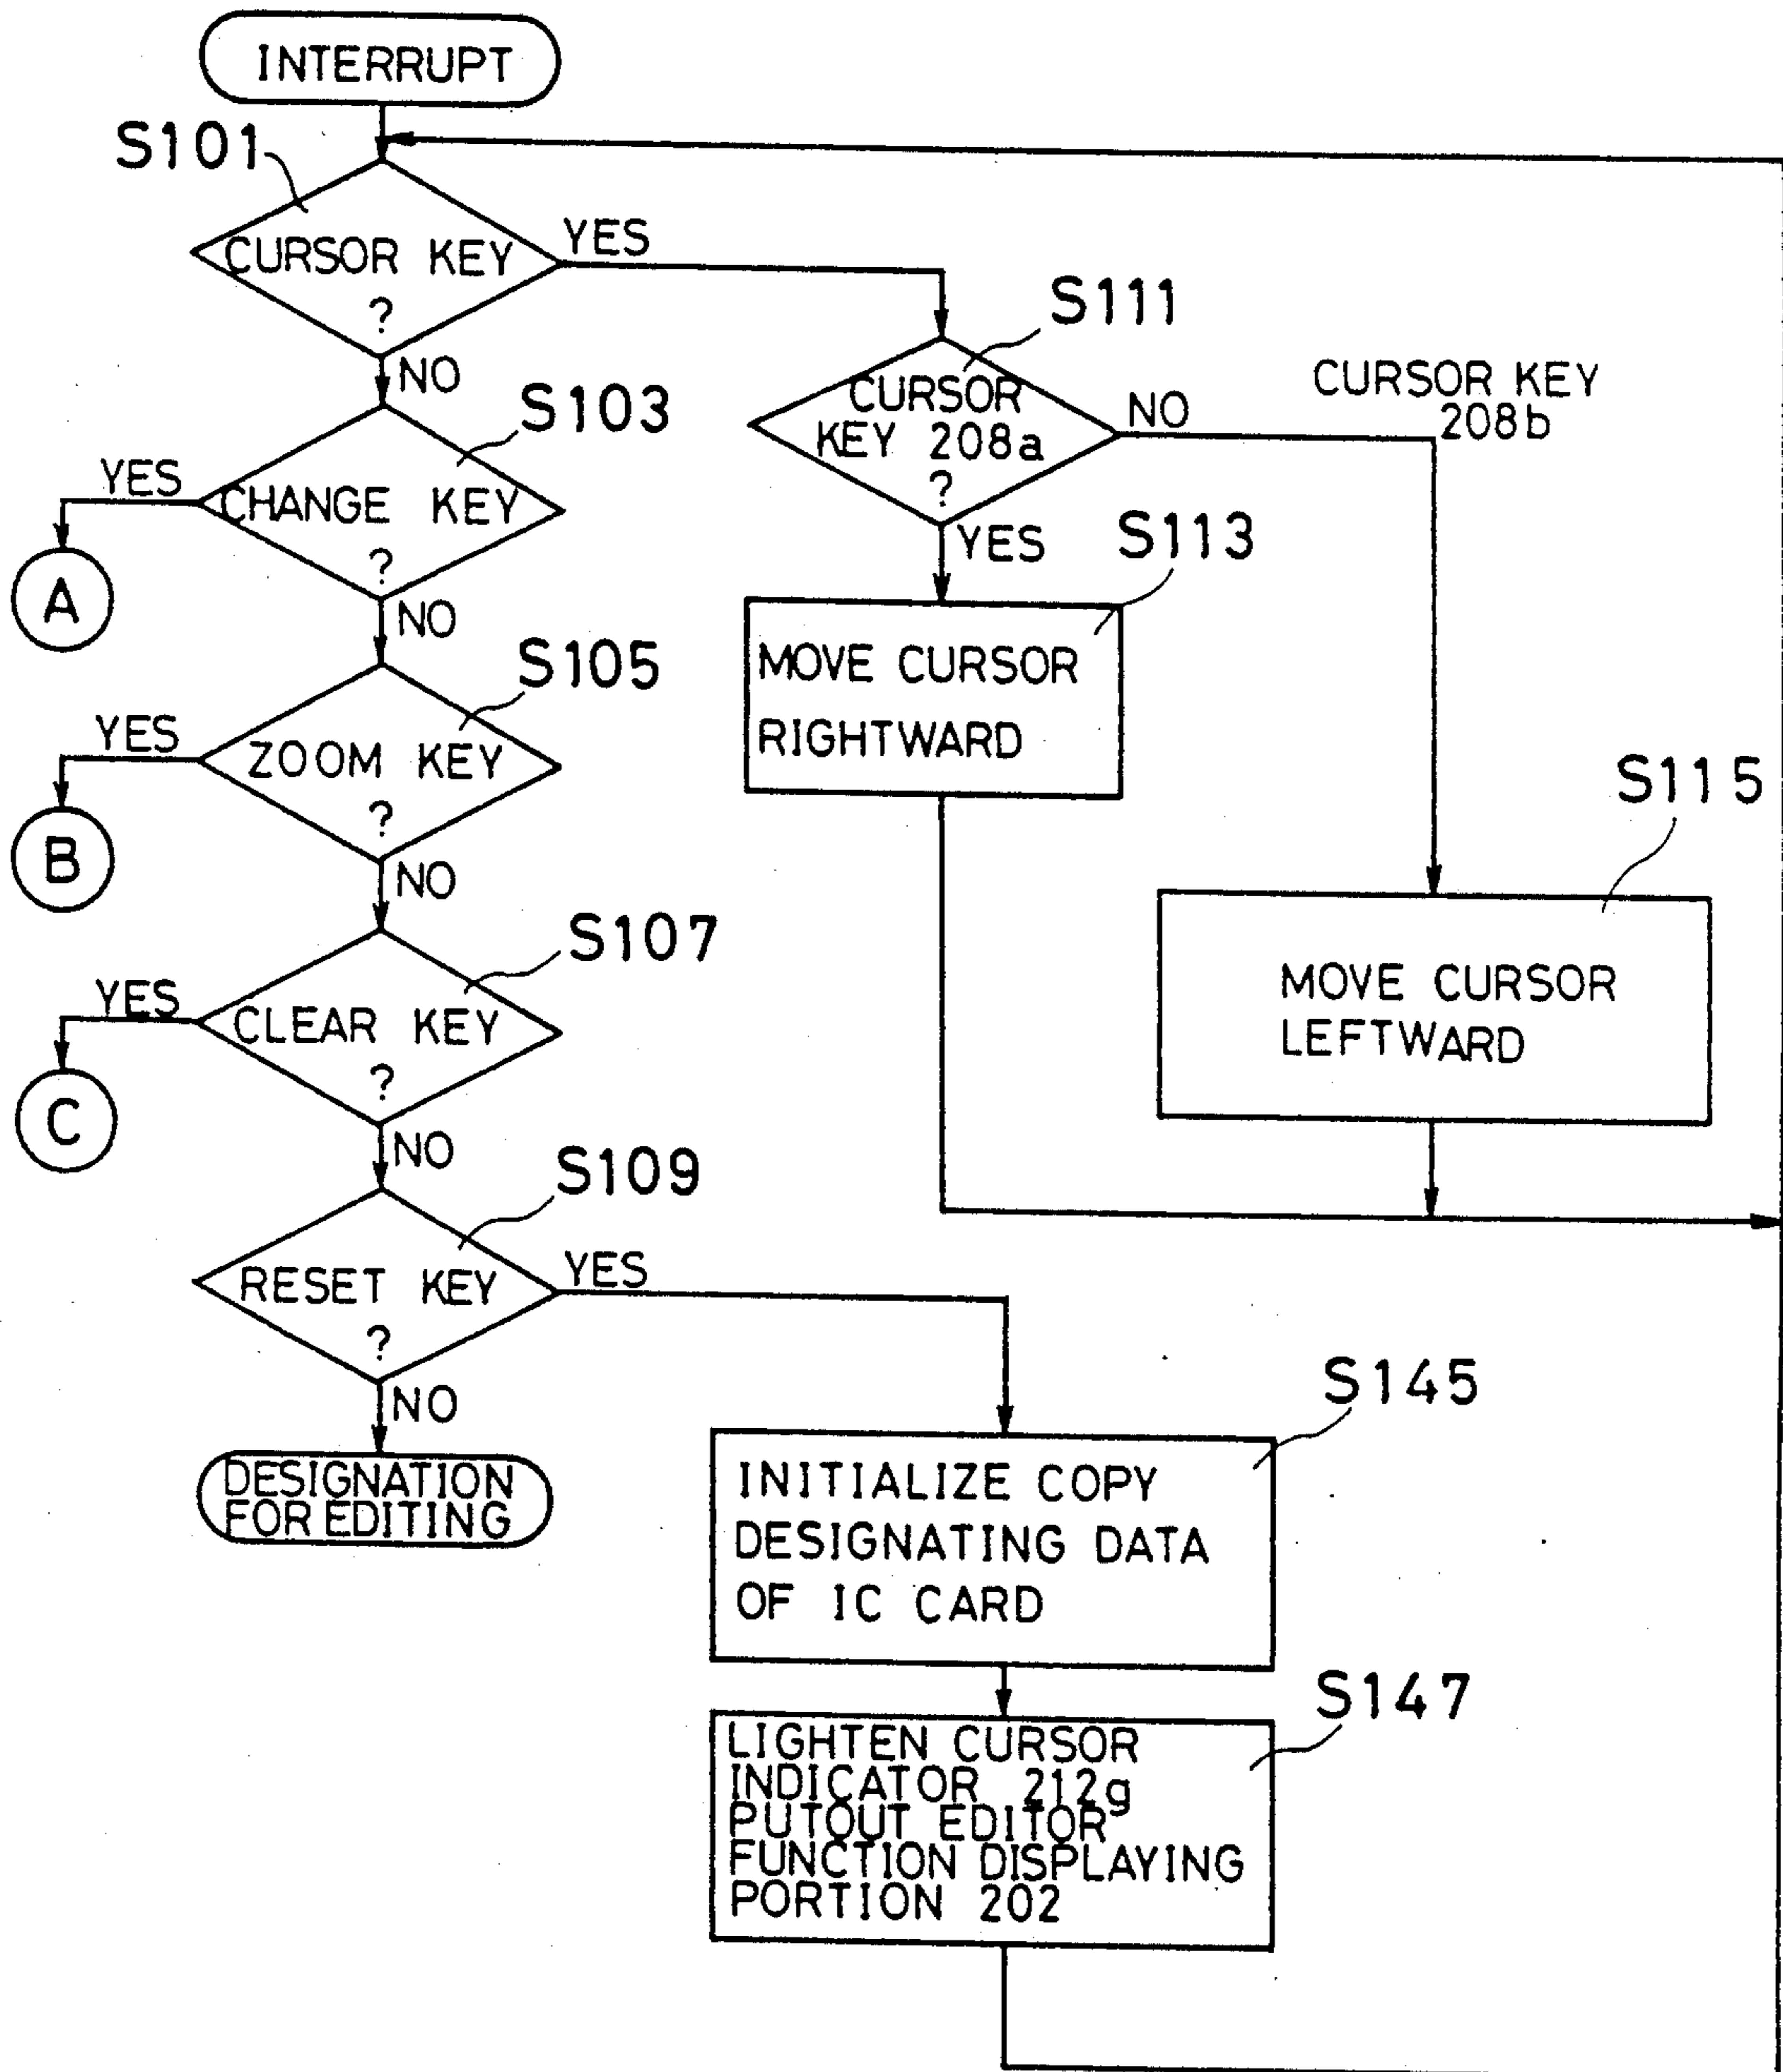 INTERRUPT
S101
CURSOR KEY
?
YES
NO
S111
CURSOR
KEY 208a
?
NO
CURSOR KEY
208b
YES
S103
CHANGE KEY
?
YES
A
NO
S113
MOVE CURSOR
RIGHTWARD
S105
ZOOM KEY
?
YES
B
NO
S115
MOVE CURSOR
LEFTWARD
S107
CLEAR KEY
?
YES
C
NO
S109
RESET KEY
?
YES
NO
DESIGNATION
FOR EDITING
S145
INITIALIZE COPY
DESIGNATING DATA
OF IC CARD
S147
LIGHTEN CURSOR
INDICATOR 212g
PUTOUT EDITOR
FUNCTION DISPLAYING
PORTION 202